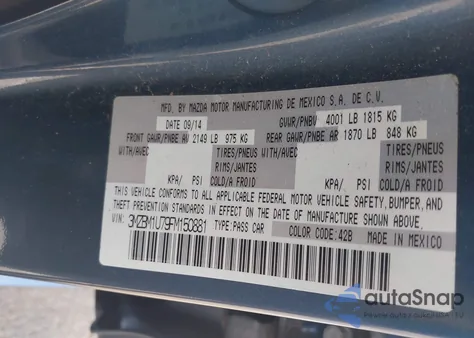 MFD. BY MAZDA MOTOR MANUFACTURING DE MEXICO S.A. DE C.V.
DATE 09/14 GVWR/PNBV 4001 LB 1815 KG
FRONT GAWR/PNBE AV 2149 LB 975 KG REAR GAWR/PNBE AR 1870 LB 848 KG
WITH/AVEC TIRES/PNEUS WITH/AVEC TIRES/PNEUS
RIMS/JANTES RIMS/JANTES
KPA/ PSI COLD/A FROID KPA/ PSI COLD/A FROID
THIS VEHICLE CONFORMS TO ALL APPLICABLE FEDERAL MOTOR VEHICLE SAFETY, BUMPER, AND
THEFT PREVENTION STANDARDS IN EFFECT ON THE DATE OF MANUFACTURE SHOWN ABOVE.
VIN: 3MZBM1U79FM150881 TYPE:PASS CAR COLOR CODE:42B MADE IN MEXICO
autoSnap